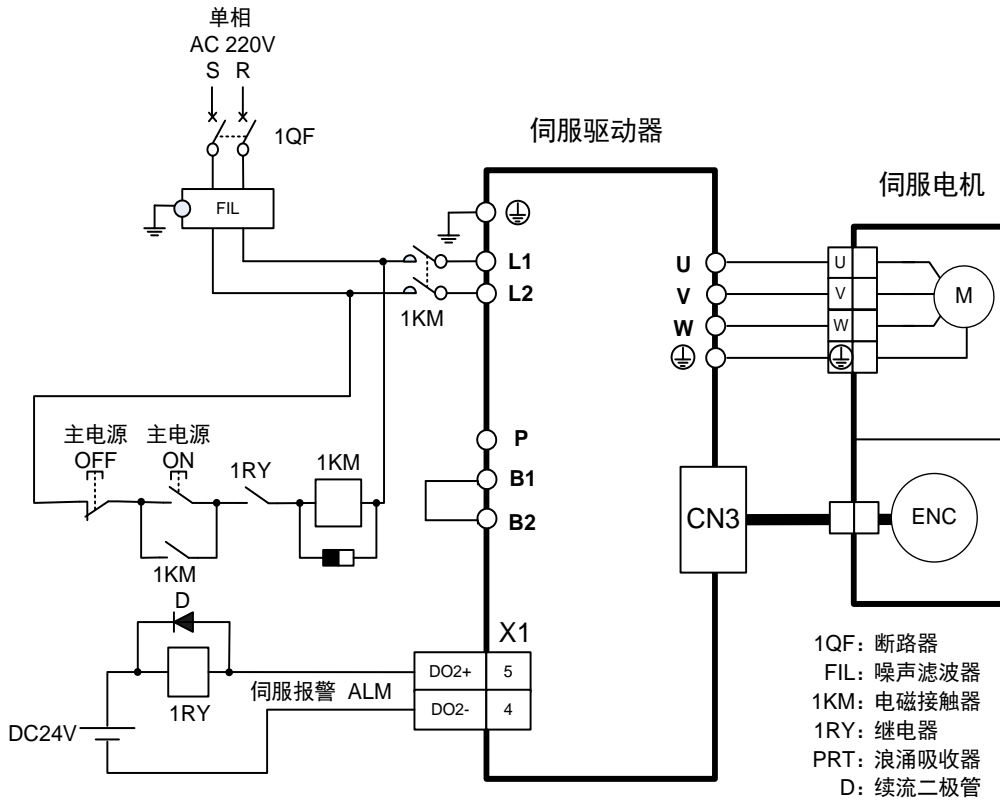 单相
AC 220V
S R
1QF
伺服驱动器
伺服电机
FIL
L1
L2
1KM
U
V
W
U
V
W
M
主电源
OFF
主电源
ON
1RY
1KM
1KM
P
B1
B2
CN3
ENC
D
1RY
DC24V
伺服报警 ALM
X1
DO2+ 5
DO2- 4
1QF：断路器
FIL：噪声滤波器
1KM：电磁接触器
1RY：继电器
PRT：浪涌吸收器
D：续流二极管